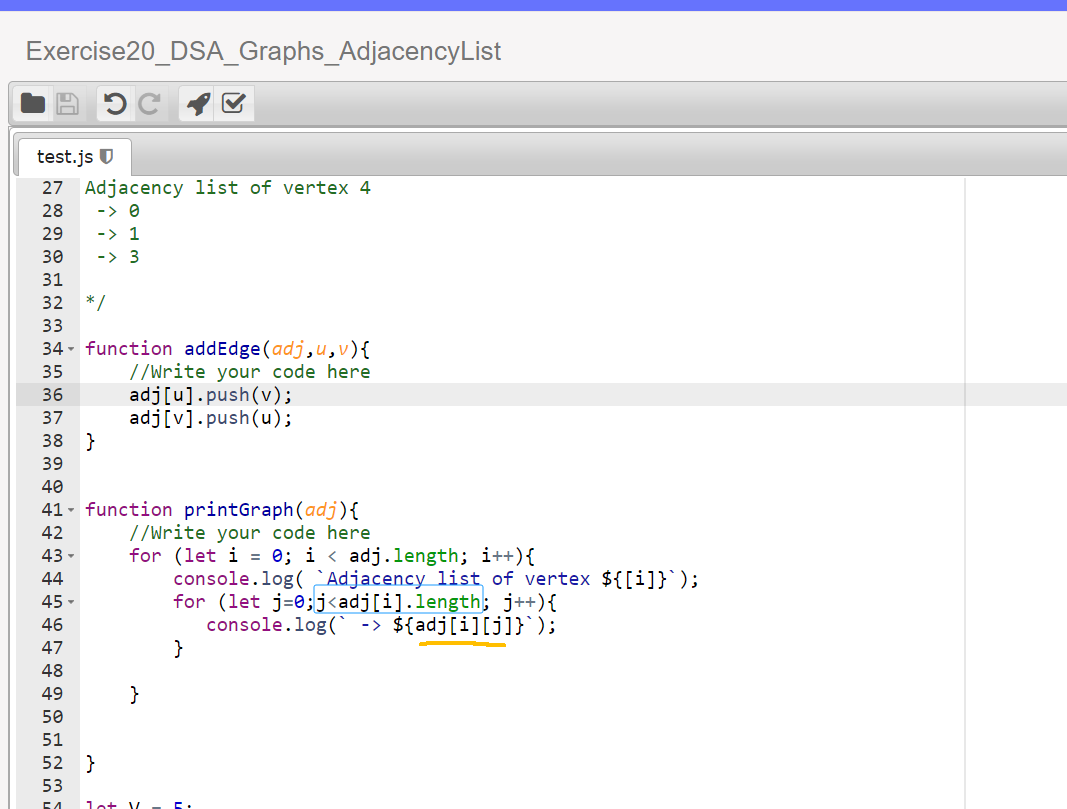 Exercise20_DSA_Graphs_AdjacencyList
test.js
27 Adjacency list of vertex 4
28  -> 0
29  -> 1
30  -> 3
31
32 */
33
34 function addEdge(adj,u,v){
35     //Write your code here
36     adj[u].push(v);
37     adj[v].push(u);
38 }
39
40
41 function printGraph(adj){
42     //Write your code here
43     for (let i = 0; i < adj.length; i++){
44         console.log( `Adjacency list of vertex ${[i]}`);
45         for (let j=0;j<adj[i].length; j++){
46            console.log(` -> ${adj[i][j]}`);
47         }
48
49     }
50
51
52 }
53
54 let V = 5;